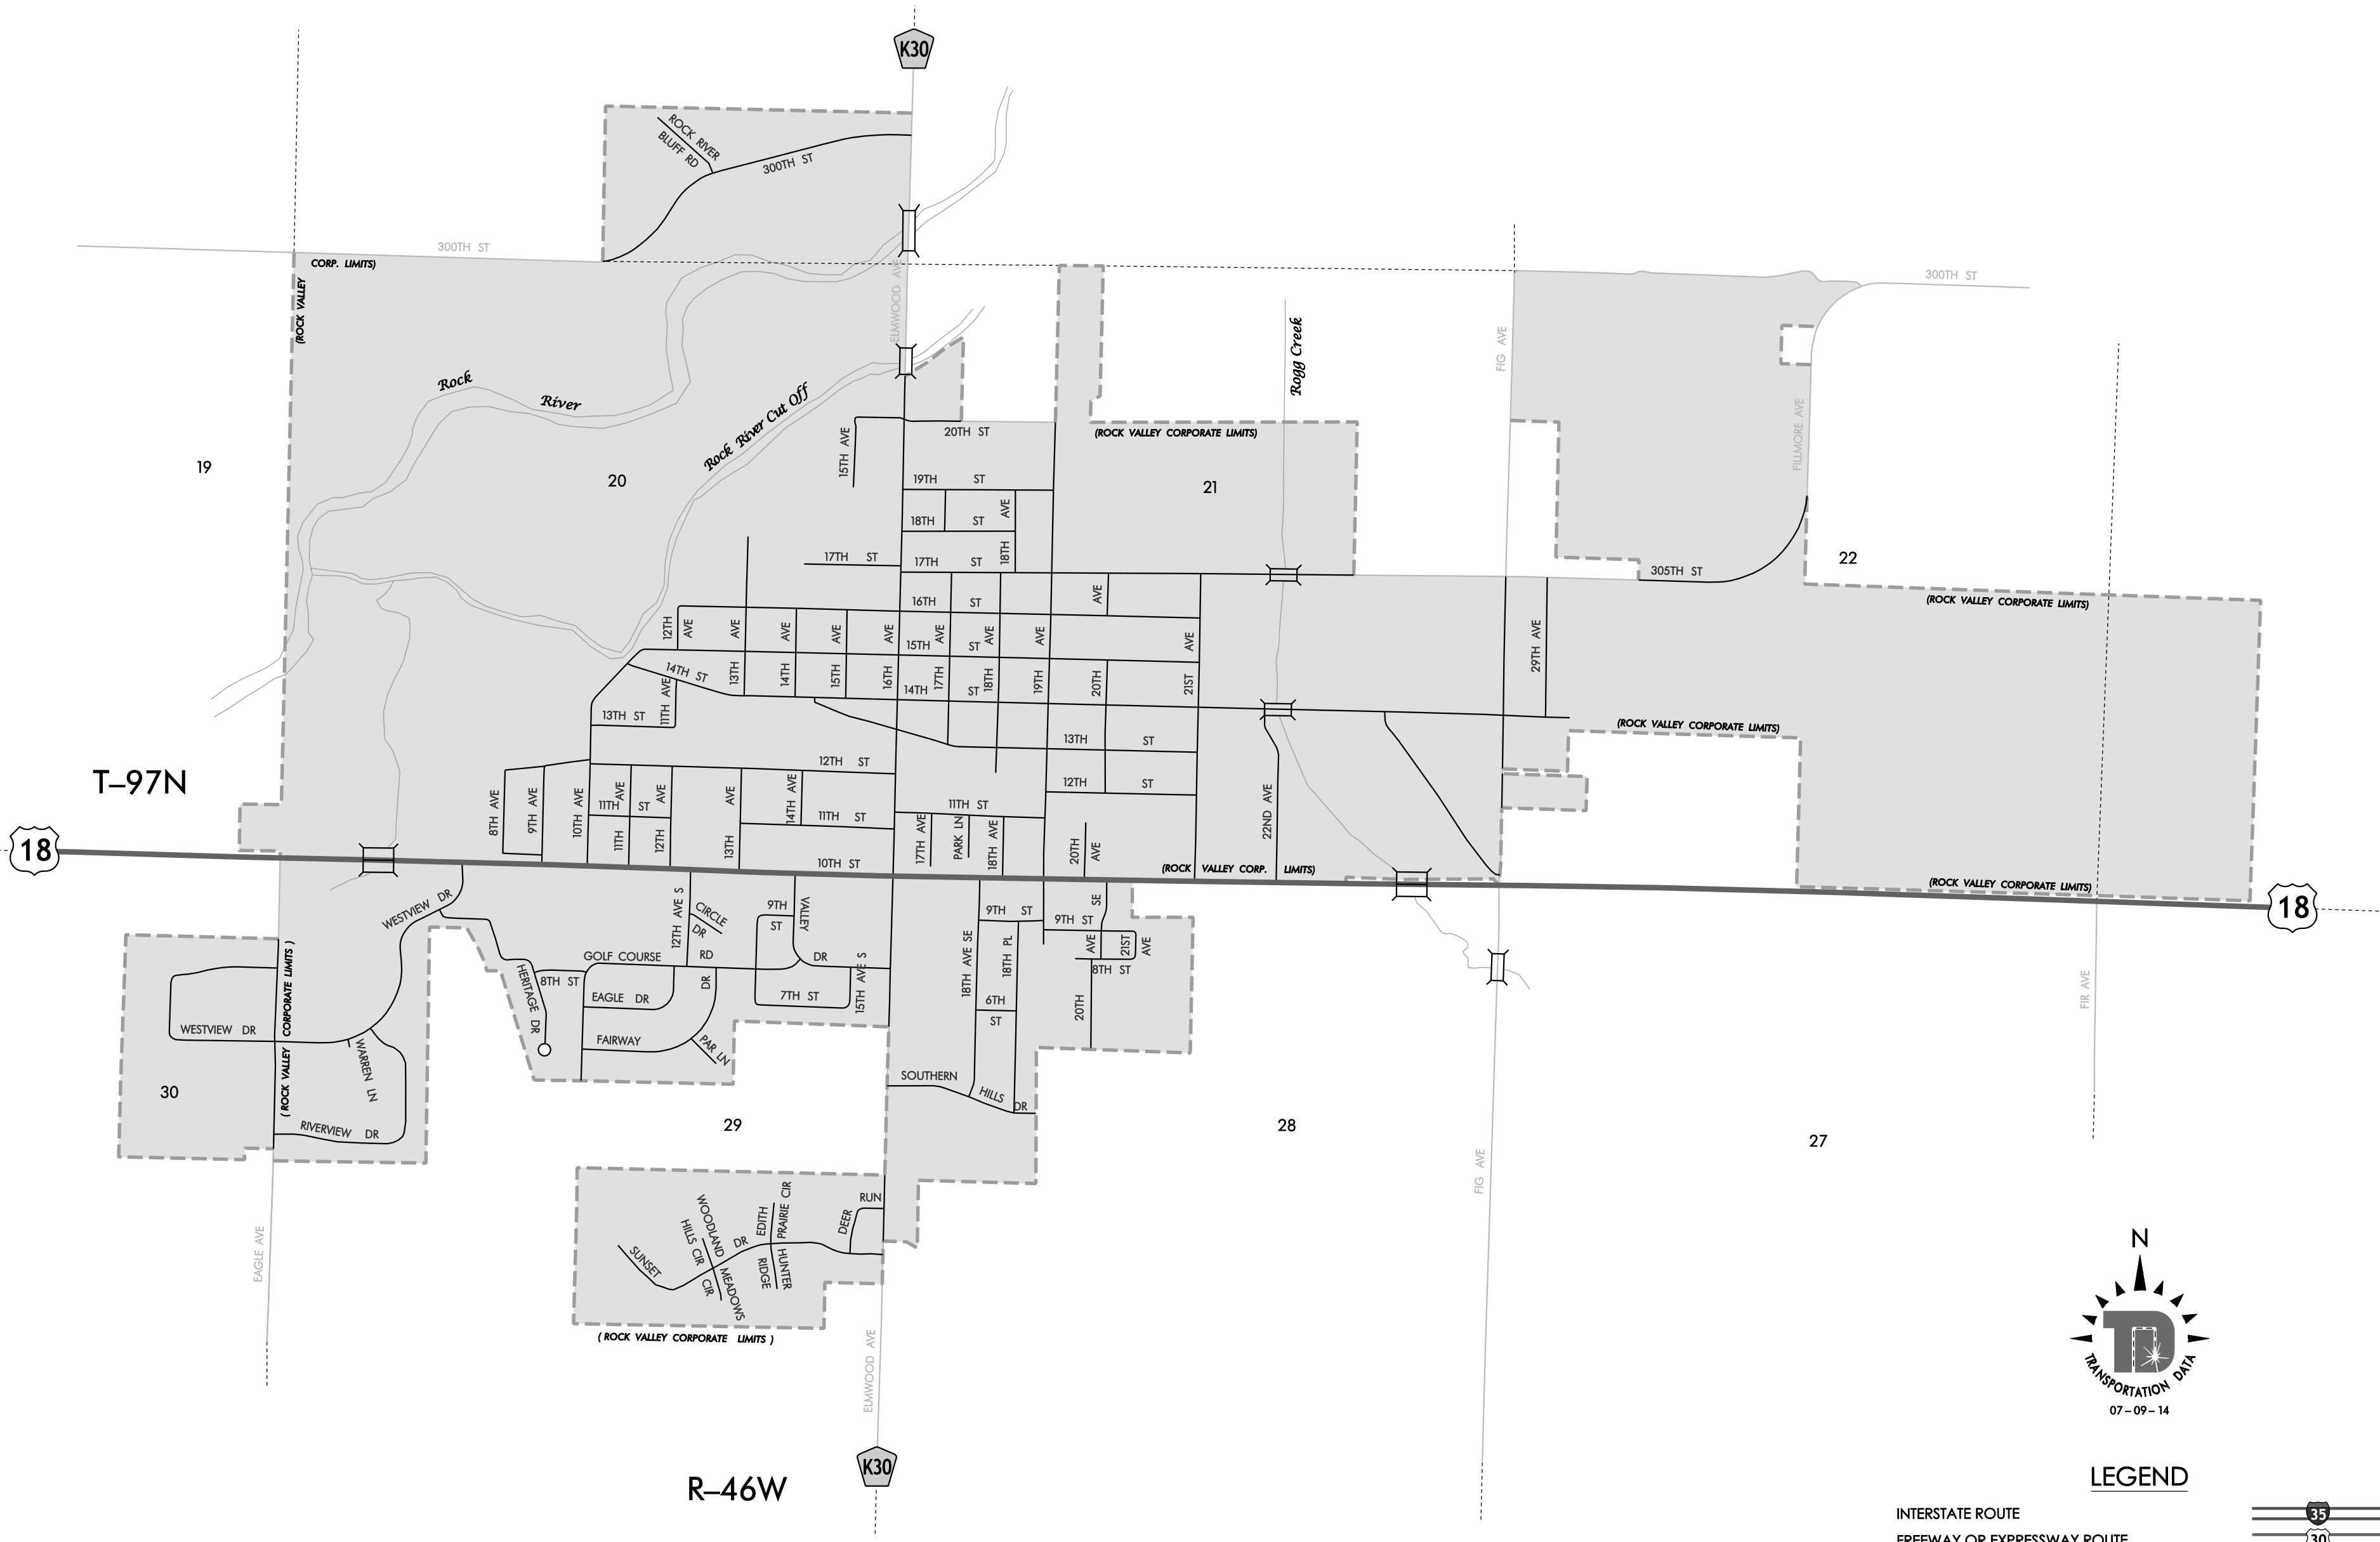 K30
ROCK RIVER
BLUFF RD
300TH ST
300TH ST
CORP. LIMITS)
(ROCK VALLEY
ELMWOOD AVE
300TH ST
FIG AVE
Rogg Creek
Rock
River
Rock River Cut Off
FILLMORE AVE
15TH AVE
20TH ST
(ROCK VALLEY CORPORATE LIMITS)
19
20
21
19TH ST
18TH ST
18TH AVE
17TH ST
17TH ST
22
305TH ST
16TH ST
AVE
(ROCK VALLEY CORPORATE LIMITS)
12TH AVE
13TH AVE
14TH AVE
15TH AVE
16TH AVE
15TH ST
17TH AVE
18TH AVE
19TH AVE
20TH
21ST AVE
29TH AVE
14TH ST
14TH ST
11TH AVE
13TH ST
(ROCK VALLEY CORPORATE LIMITS)
13TH ST
12TH ST
12TH ST
T–97N
8TH AVE
9TH AVE
10TH AVE
11TH ST
11TH AVE
12TH AVE
13TH AVE
14TH AVE
11TH ST
11TH ST
17TH AVE
PARK LN
18TH AVE
20TH AVE
22ND AVE
18
10TH ST
(ROCK VALLEY CORP. LIMITS)
(ROCK VALLEY CORPORATE LIMITS)
18
WESTVIEW DR
12TH AVE S
CIRCLE
DR
9TH
ST
VALLEY
DR
9TH ST
SE
9TH ST
18TH AVE SE
18TH PL
AVE
21ST AVE
8TH ST
20TH
GOLF COURSE RD
HERITAGE DR
8TH ST
EAGLE DR
DR
7TH ST
15TH AVE S
6TH
ST
FIR AVE
( ROCK VALLEY CORPORATE LIMITS )
WESTVIEW DR
WARREN LN
FAIRWAY
PAR LN
SOUTHERN HILLS DR
30
RIVERVIEW DR
29
28
27
FIG AVE
EAGLE AVE
SUNSET
DR
WOODLAND
HILLS CIR
MEADOWS
CIR
EDITH
PRAIRIE CIR
HUNTER
RIDGE
DEER
RUN
( ROCK VALLEY CORPORATE LIMITS )
ELMWOOD AVE
K30
R–46W
N
TD
TRANSPORTATION DATA
07–09–14
LEGEND
INTERSTATE ROUTE
35
FREEWAY OR EXPRESSWAY ROUTE
30